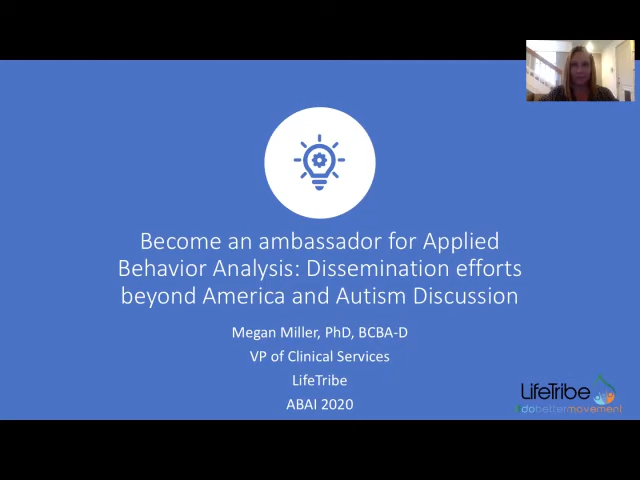 Become an ambassador for Applied
Behavior Analysis: Dissemination efforts
beyond America and Autism Discussion
Megan Miller, PhD, BCBA-D
VP of Clinical Services
LifeTribe
ABAI 2020
LifeTribe
#dobettermovement